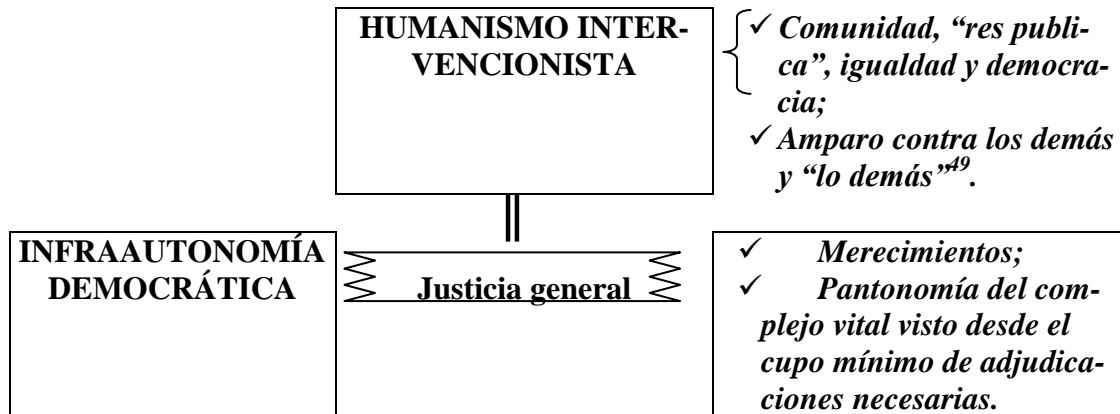 HUMANISMO INTER-
VENCIONISTA
✓ Comunidad, “res publi-
ca”, igualdad y democra-
cia;
✓ Amparo contra los demás
y “lo demás”49.
INFRAAUTONOMÍA
DEMOCRÁTICA
Justicia general
✓ Merecimientos;
✓ Pantonomía del com-
plejo vital visto desde el
cupo mínimo de adjudica-
ciones necesarias.